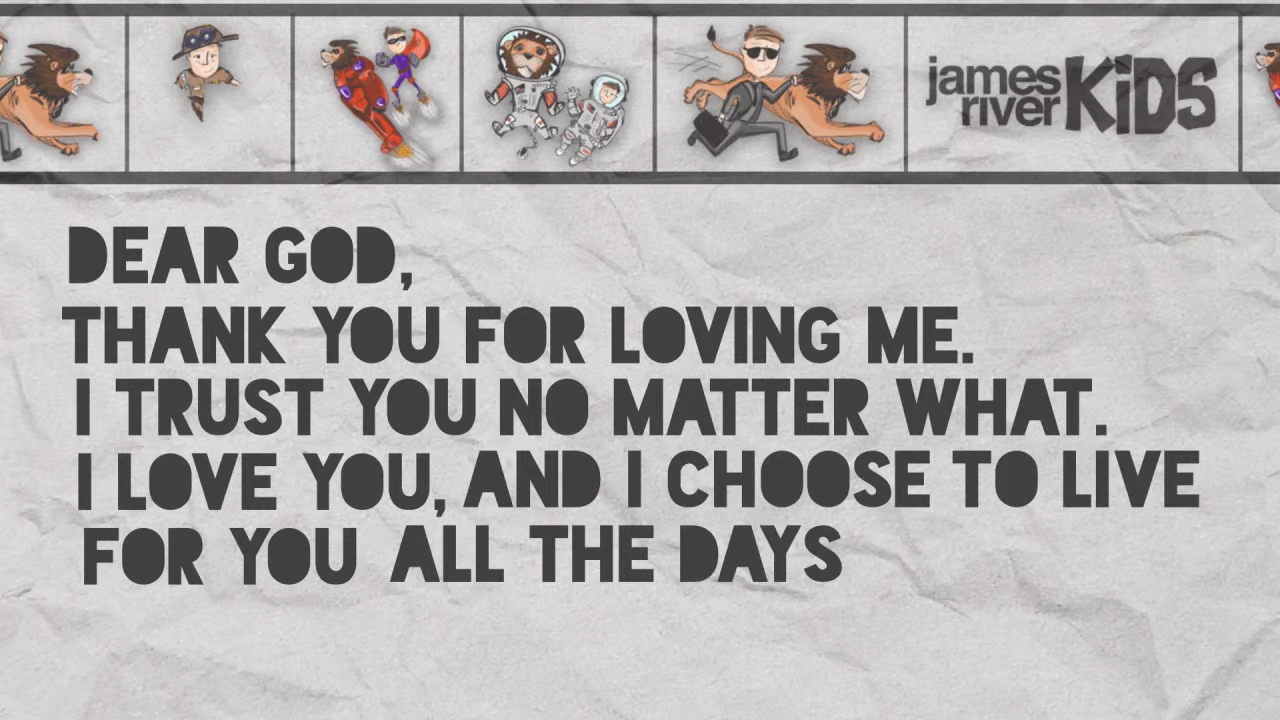 james
river KiDS
DEAR GOD,
THANK YOU FOR LOVING ME.
I TRUST YOU NO MATTER WHAT.
I LOVE YOU, AND I CHOOSE TO LIVE
FOR YOU ALL THE DAYS